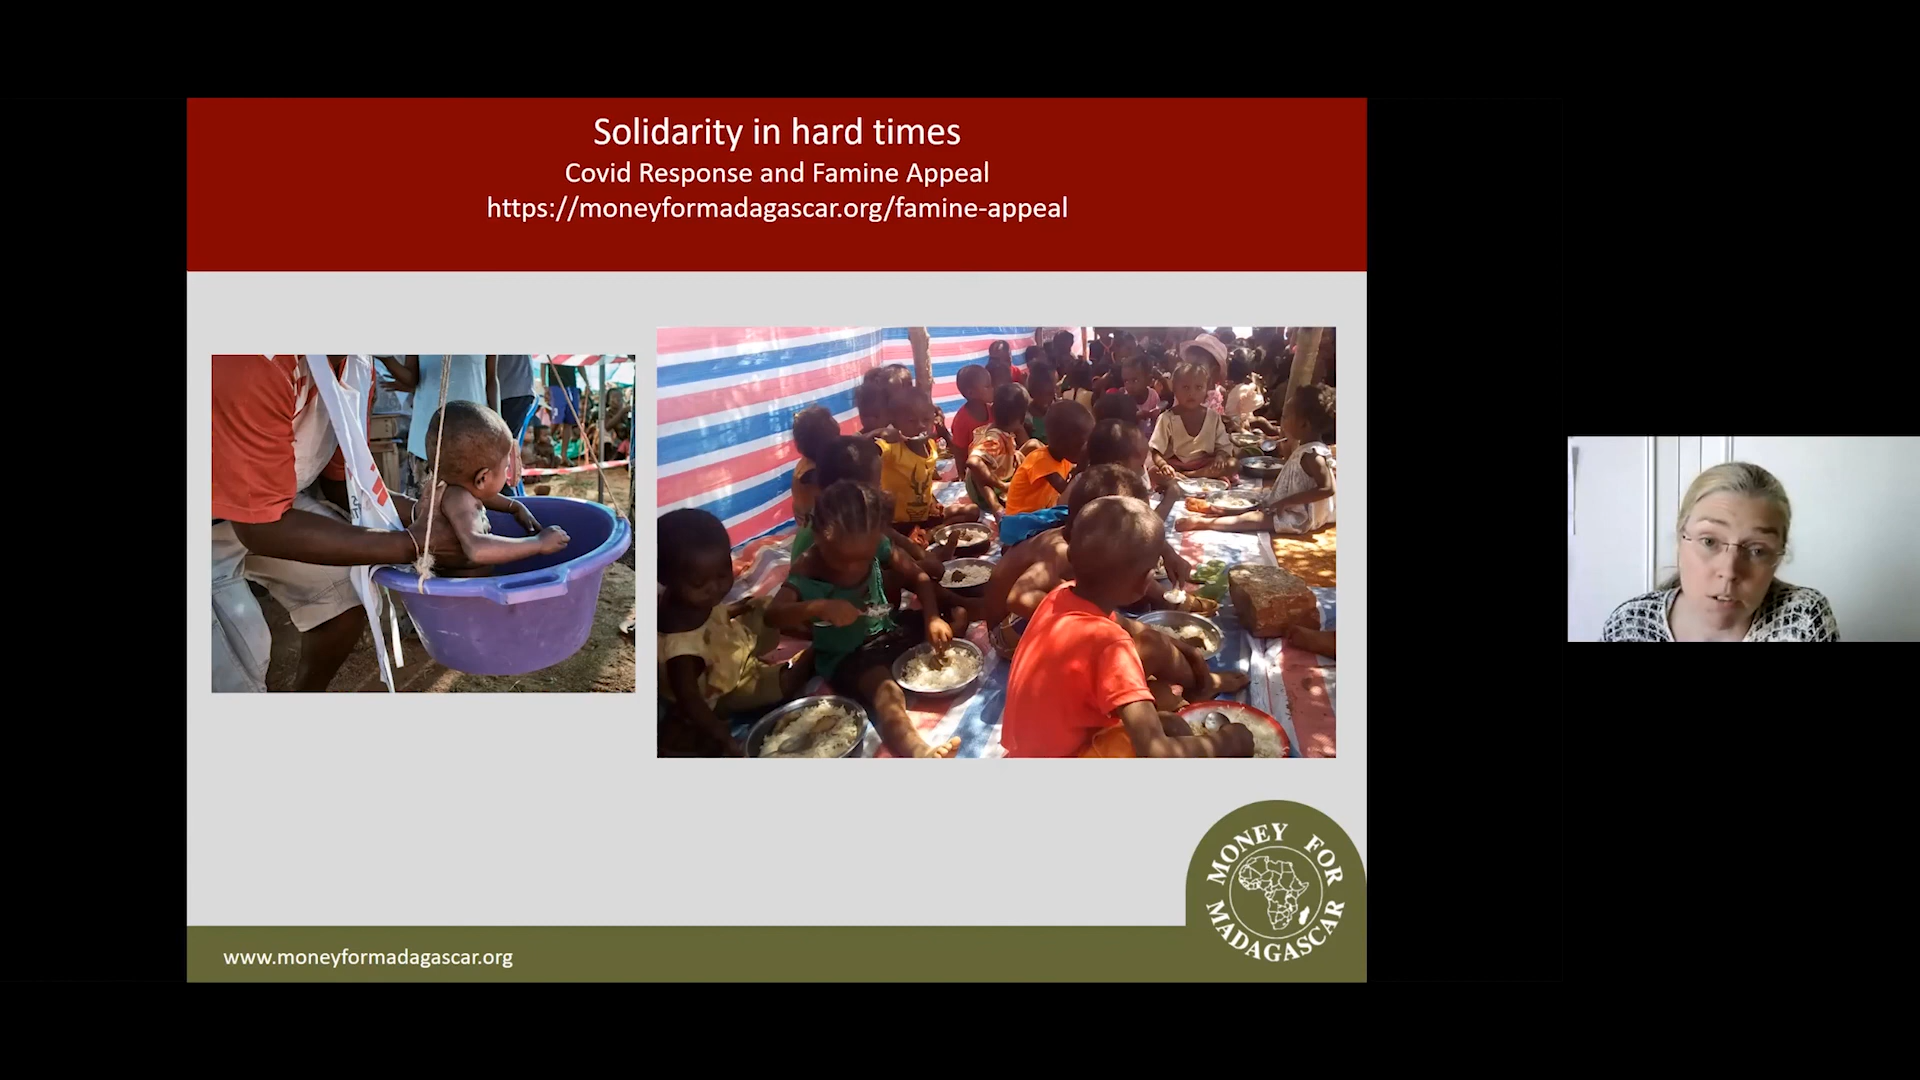 Solidarity in hard times
Covid Response and Famine Appeal
https://moneyformadagascar.org/famine-appeal
MONEY FOR
MADAGASCAR
www.moneyformadagascar.org